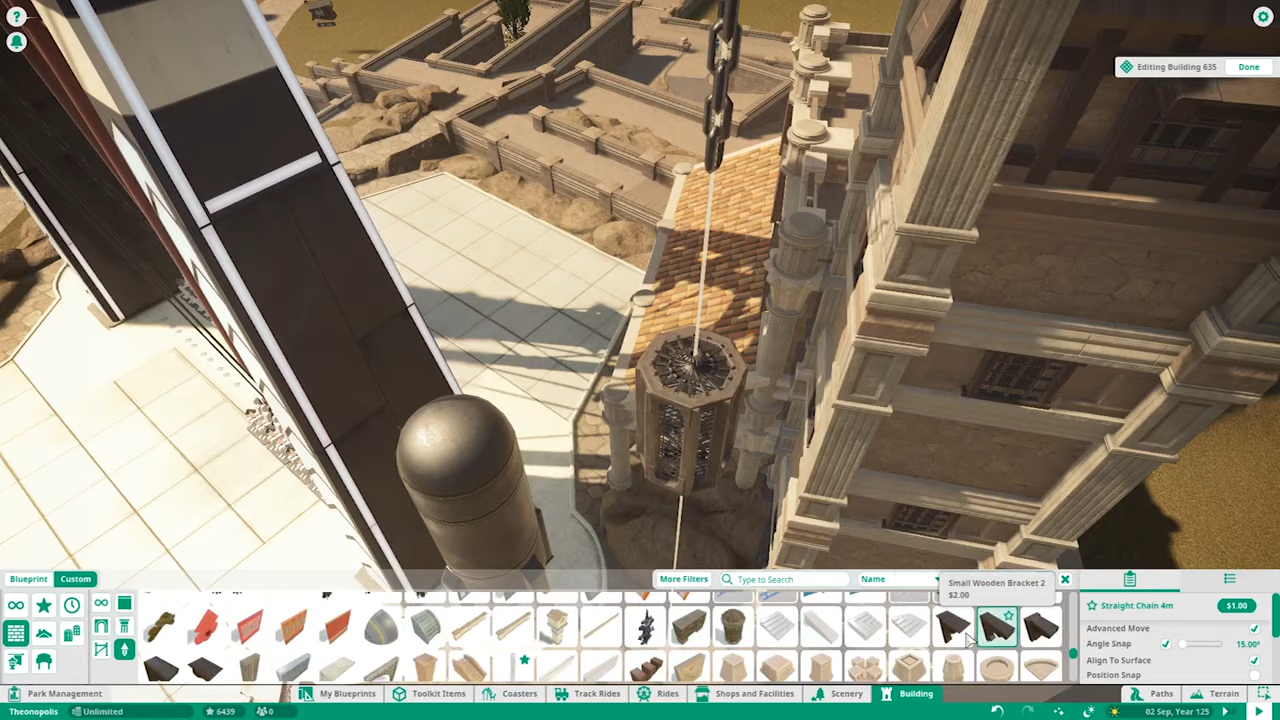 ?
Editing Building 635 Done
Blueprint Custom
More Filters Type to Search Name
Small Wooden Bracket 2
$2.00
Straight Chain 4m $1.00
Advanced Move
Angle Snap 15.00°
Align To Surface
Position Snap
Park Management My Blueprints Toolkit Items Coasters Track Rides Rides Shops and Facilities Scenery Building Paths Terrain
Theonopolis Unlimited 6439 0 02 Sep, Year 125